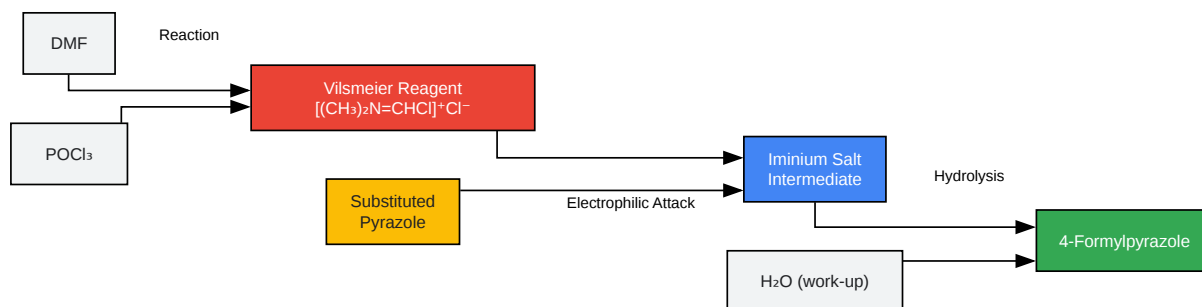 DMF
Reaction
Vilsmeier Reagent
[(CH₃)₂N=CHCl]⁺Cl⁻
POCl₃
Iminium Salt
Intermediate
Hydrolysis
Substituted
Pyrazole
Electrophilic Attack
4-Formylpyrazole
H₂O (work-up)